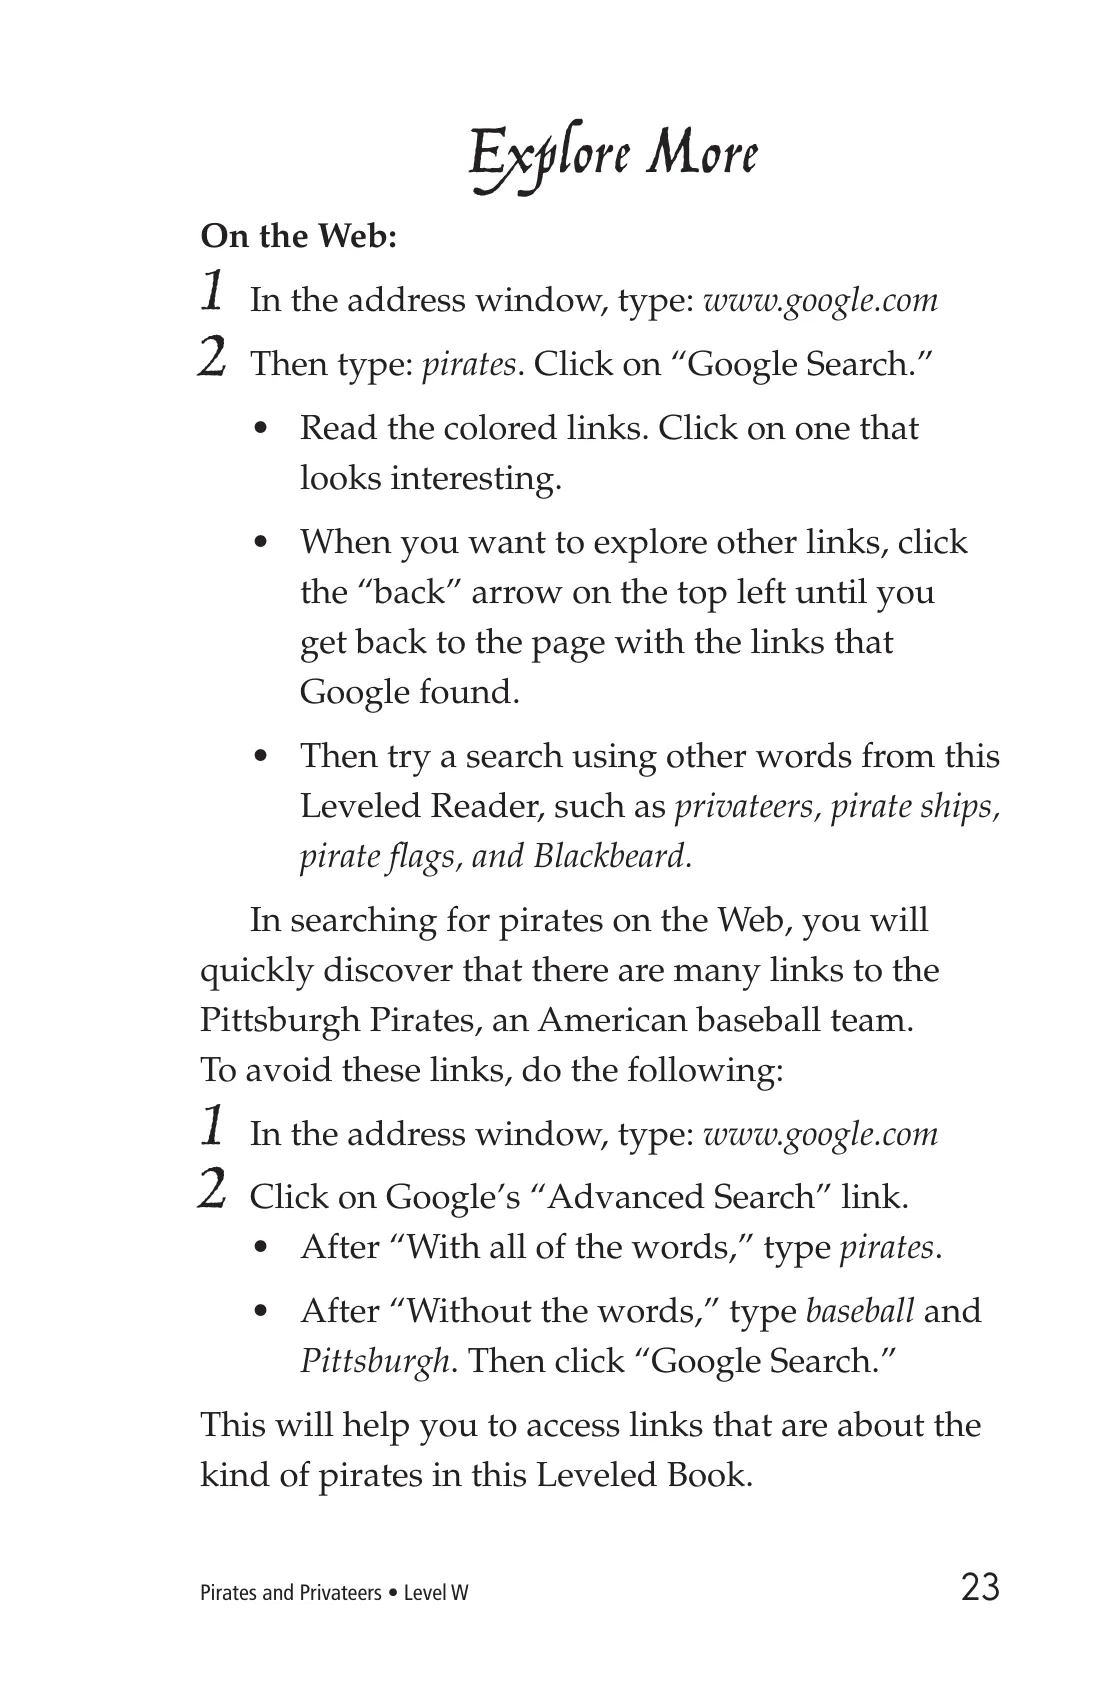 Explore More
On the Web:
1 In the address window, type: www.google.com
2 Then type: pirates. Click on “Google Search.”
• Read the colored links. Click on one that
looks interesting.
• When you want to explore other links, click
the “back” arrow on the top left until you
get back to the page with the links that
Google found.
• Then try a search using other words from this
Leveled Reader, such as privateers, pirate ships,
pirate flags, and Blackbeard.
In searching for pirates on the Web, you will
quickly discover that there are many links to the
Pittsburgh Pirates, an American baseball team.
To avoid these links, do the following:
1 In the address window, type: www.google.com
2 Click on Google’s “Advanced Search” link.
• After “With all of the words,” type pirates.
• After “Without the words,” type baseball and
Pittsburgh. Then click “Google Search.”
This will help you to access links that are about the
kind of pirates in this Leveled Book.
Pirates and Privateers • Level W 23